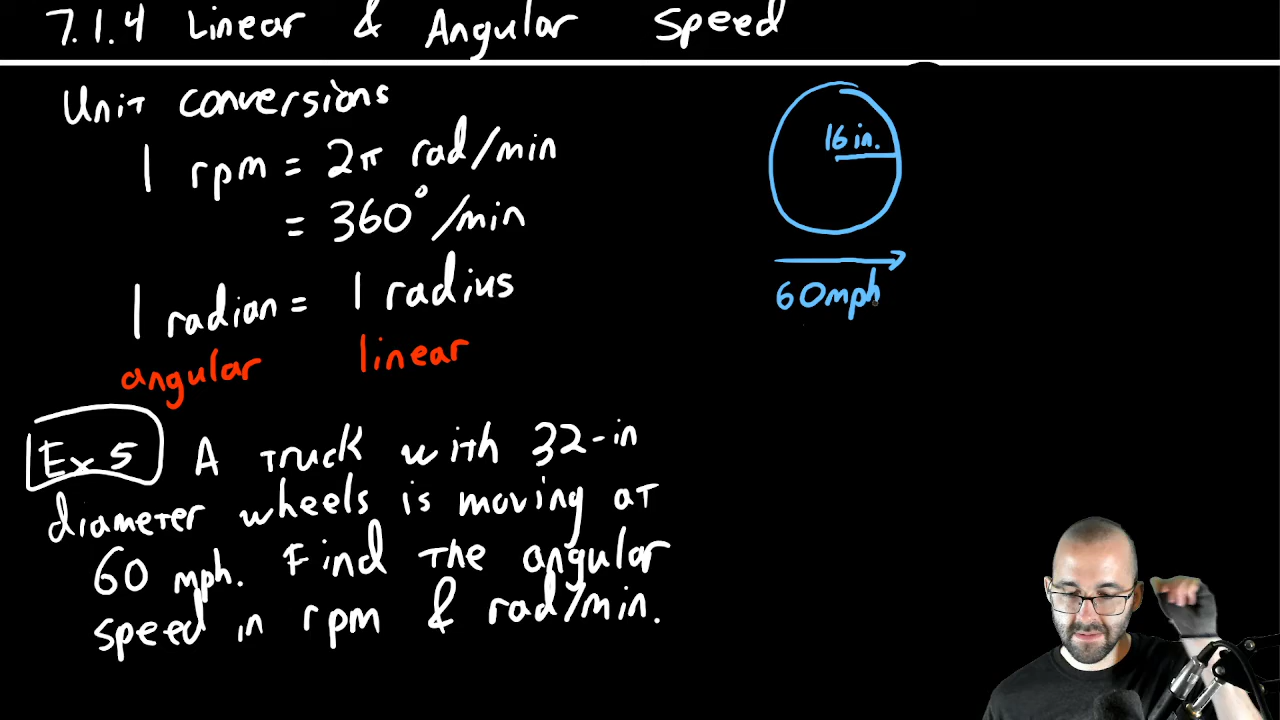 7.1.4 Linear & Angular Speed
Unit conversions
1 rpm = 2π rad/min
= 360°/min
1 radian = 1 radius
angular linear
Ex 5 A truck with 32-in
diameter wheels is moving at
60 mph. Find the angular
speed in rpm & rad/min.
16 in.
60mph